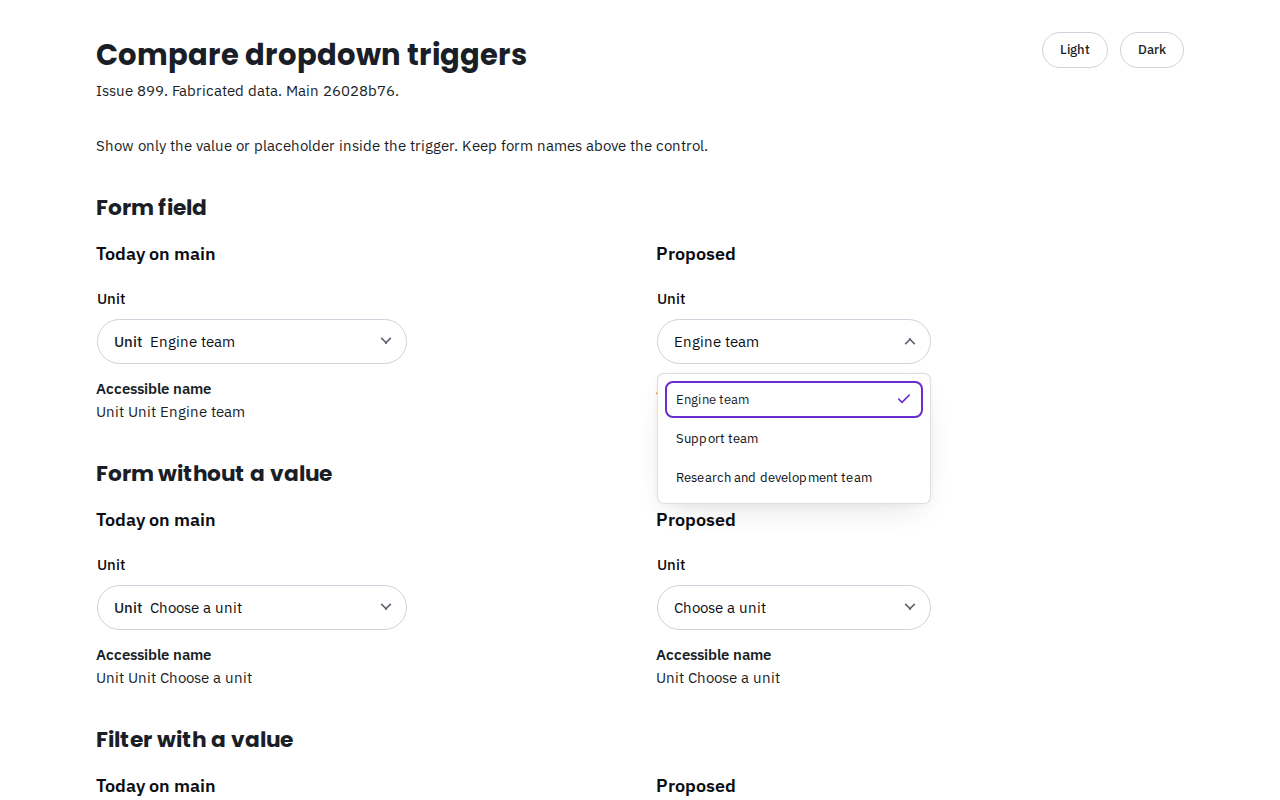 Compare dropdown triggers
Light
Dark
Issue 899. Fabricated data. Main 26028b76.
Show only the value or placeholder inside the trigger. Keep form names above the control.
Form field
Today on main
Proposed
Unit
Unit
Unit Engine team
Engine team
Accessible name
Unit Unit Engine team
Engine team
Support team
Research and development team
Form without a value
Today on main
Proposed
Unit
Unit
Unit Choose a unit
Choose a unit
Accessible name
Accessible name
Unit Unit Choose a unit
Unit Choose a unit
Filter with a value
Today on main
Proposed